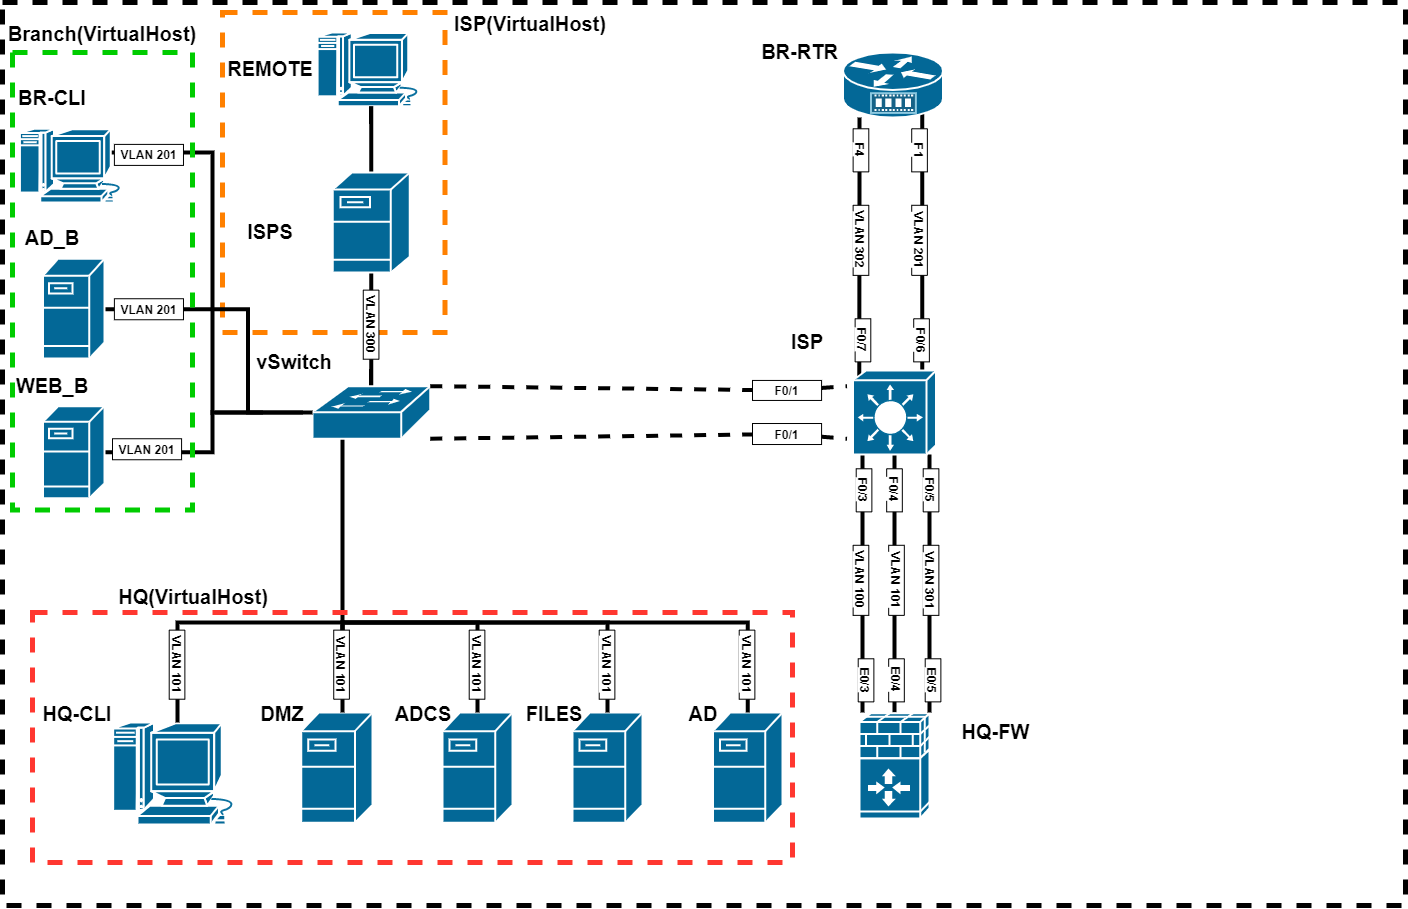 Branch(VirtualHost)
ISP(VirtualHost)
BR-RTR
REMOTE
BR-CLI
VLAN 201
F4
F1
ISPS
AD_B
VLAN 201
VLAN 302
VLAN 201
VLAN 300
F0/7
F0/6
ISP
vSwitch
WEB_B
VLAN 201
F0/1
F0/1
F0/3
F0/4
F0/5
VLAN 100
VLAN 101
VLAN 301
HQ(VirtualHost)
VLAN 101
VLAN 101
VLAN 101
VLAN 101
VLAN 101
E0/3
E0/4
E0/5
HQ-CLI
DMZ
ADCS
FILES
AD
HQ-FW